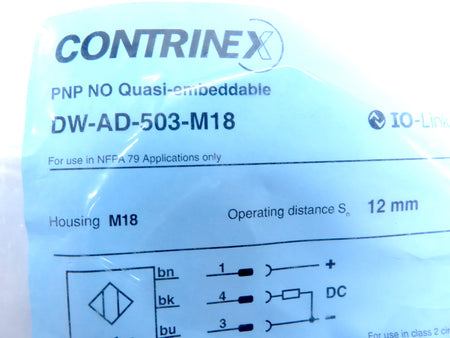 CONTRINEX
PNP NO Quasi-embeddable
DW-AD-503-M18
IO-Link
For use in NFPA 79 Applications only
Housing M18 Operating distance Sn 12 mm
bn 1 +
bk 4 DC
bu 3 –
For use in class 2